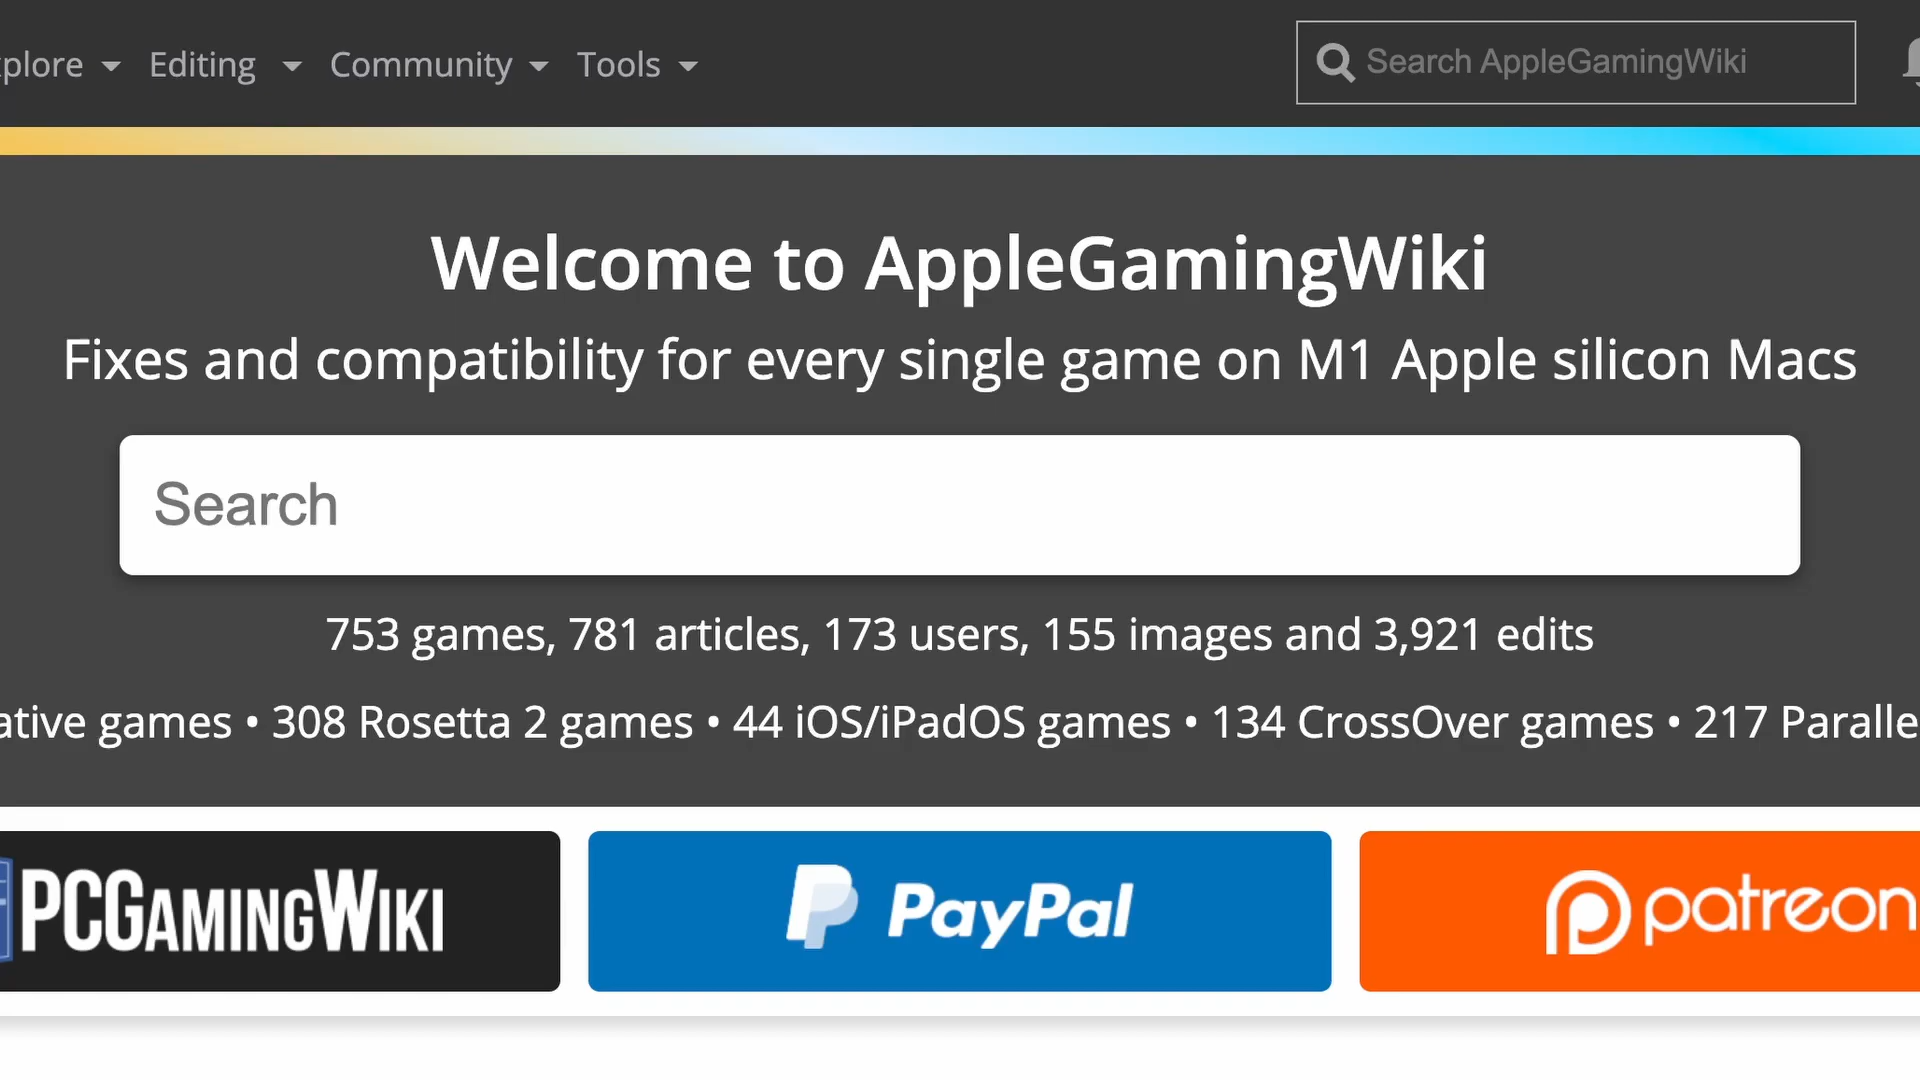 plore Editing Community Tools Search AppleGamingWiki
Welcome to AppleGamingWiki
Fixes and compatibility for every single game on M1 Apple silicon Macs
Search
753 games, 781 articles, 173 users, 155 images and 3,921 edits
ative games • 308 Rosetta 2 games • 44 iOS/iPadOS games • 134 CrossOver games • 217 Paralle
PCGamingWiki PayPal patreon